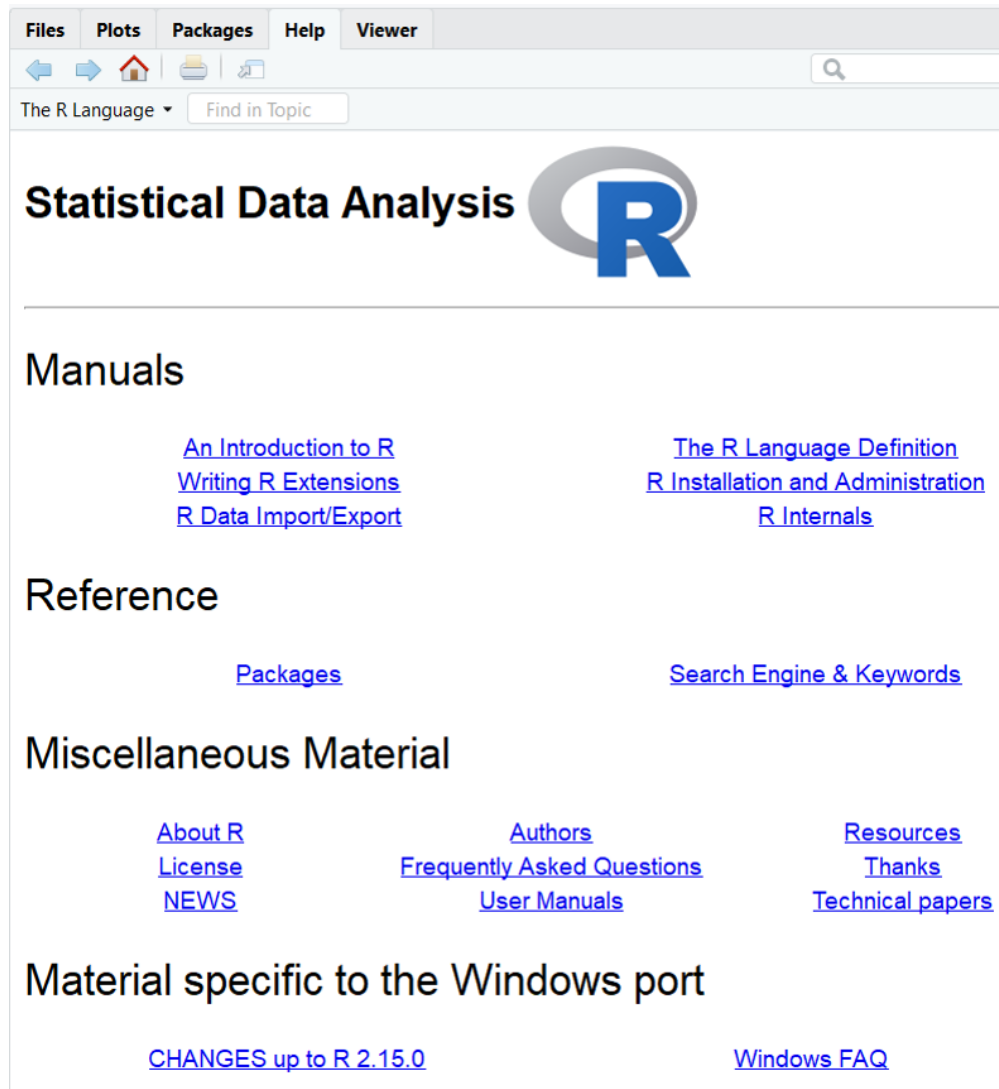 Files Plots Packages Help Viewer
The R Language Find in Topic
Statistical Data Analysis R
Manuals
An Introduction to R The R Language Definition
Writing R Extensions R Installation and Administration
R Data Import/Export R Internals
Reference
Packages Search Engine & Keywords
Miscellaneous Material
About R Authors Resources
License Frequently Asked Questions Thanks
NEWS User Manuals Technical papers
Material specific to the Windows port
CHANGES up to R 2.15.0 Windows FAQ